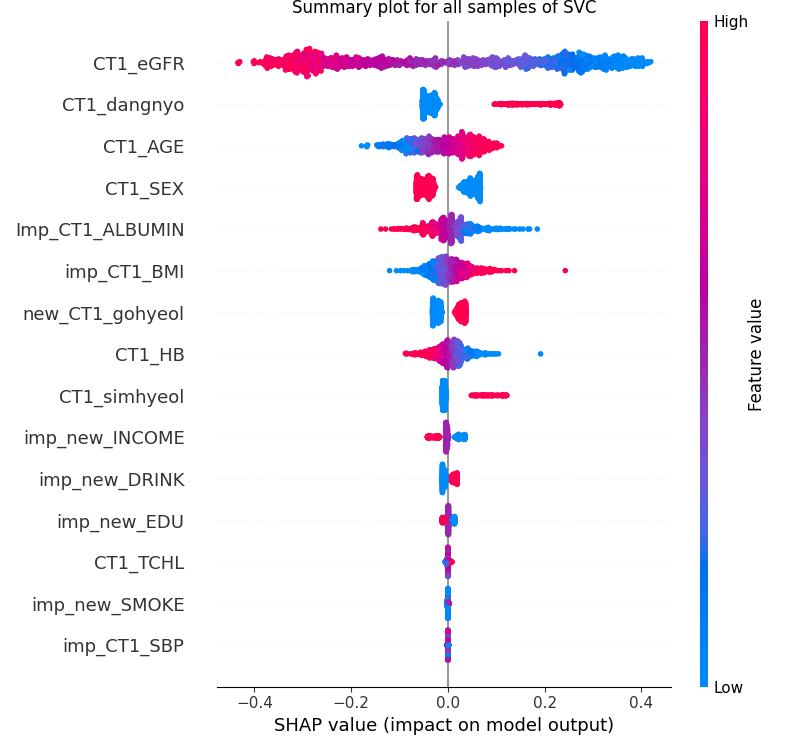 Summary plot for all samples of SVC
High
CT1_eGFR
CT1_dangnyo
CT1_AGE
CT1_SEX
Imp_CT1_ALBUMIN
imp_CT1_BMI
new_CT1_gohyeol
CT1_HB
CT1_simhyeol
imp_new_INCOME
imp_new_DRINK
imp_new_EDU
CT1_TCHL
imp_new_SMOKE
imp_CT1_SBP
Feature value
Low
−0.4 −0.2 0.0 0.2 0.4
SHAP value (impact on model output)